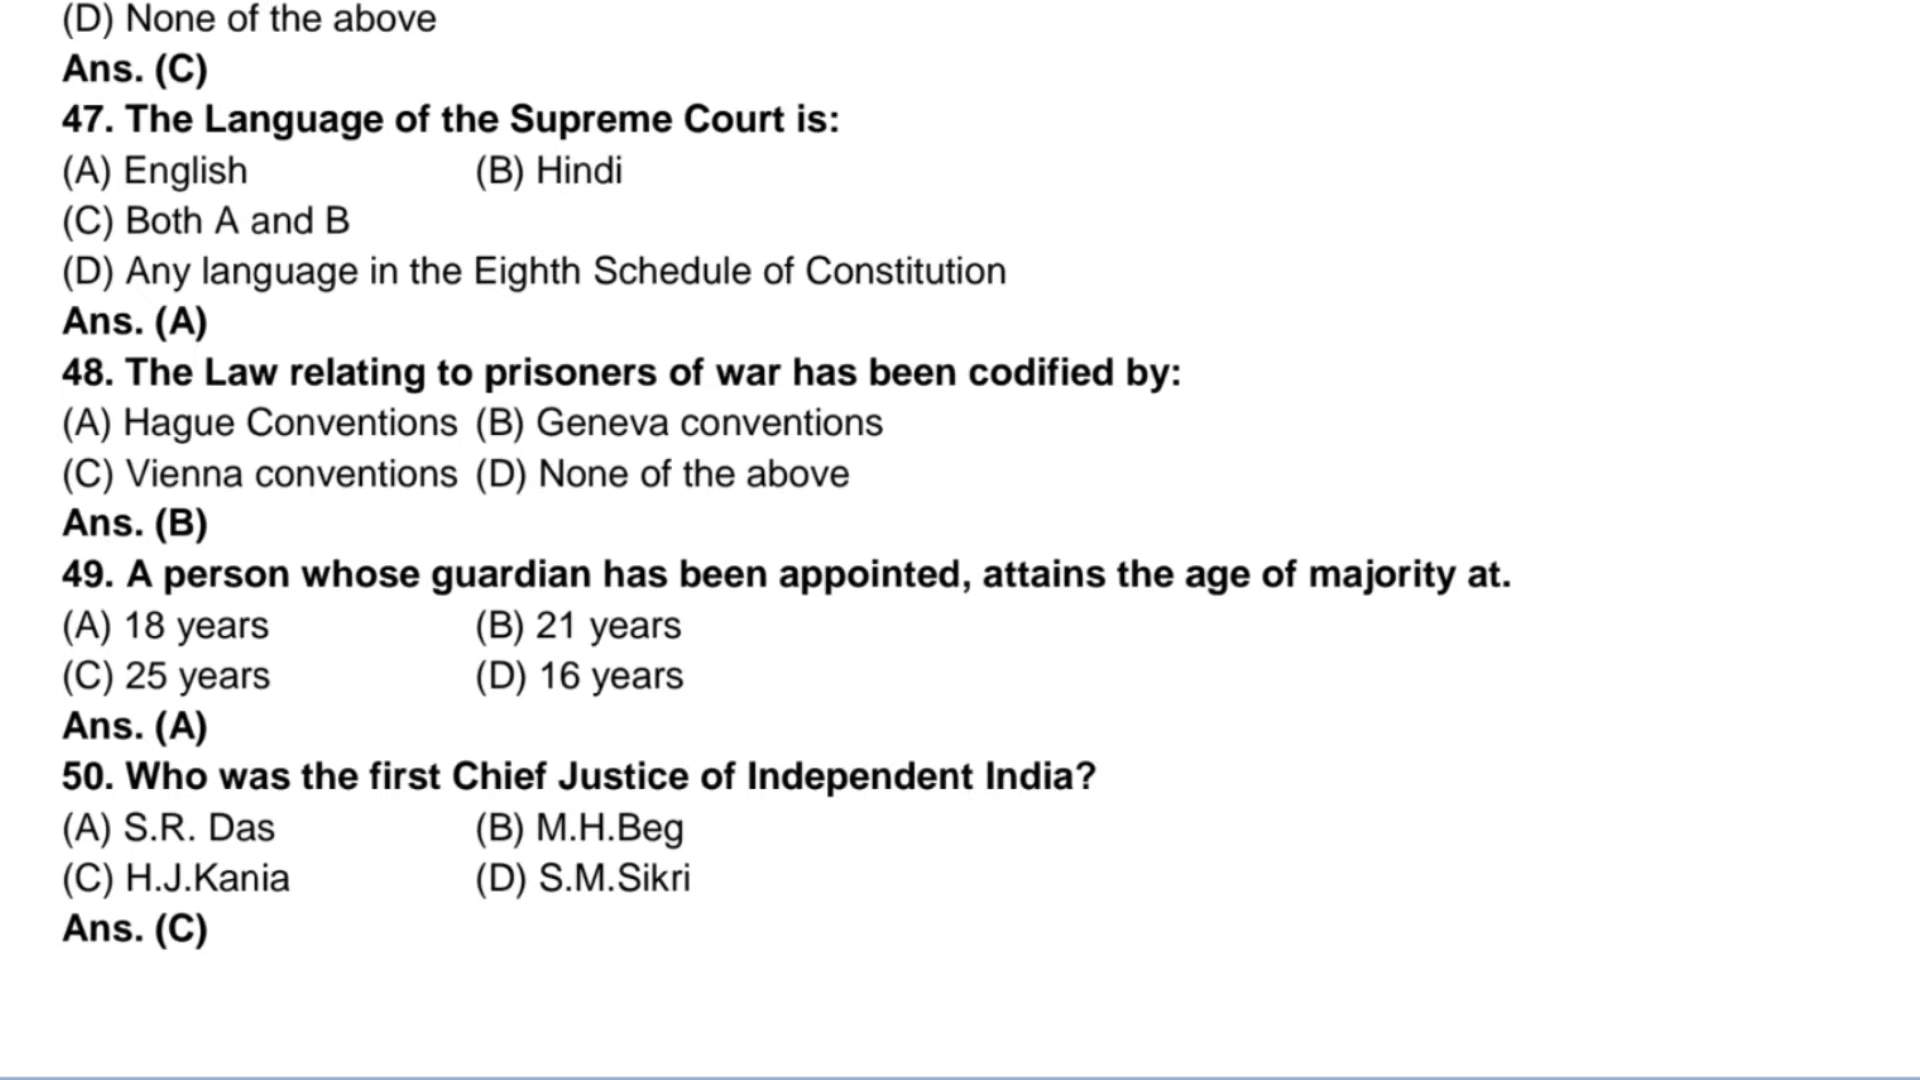 (D) None of the above
Ans. (C)
47. The Language of the Supreme Court is:
(A) English (B) Hindi
(C) Both A and B
(D) Any language in the Eighth Schedule of Constitution
Ans. (A)
48. The Law relating to prisoners of war has been codified by:
(A) Hague Conventions (B) Geneva conventions
(C) Vienna conventions (D) None of the above
Ans. (B)
49. A person whose guardian has been appointed, attains the age of majority at.
(A) 18 years (B) 21 years
(C) 25 years (D) 16 years
Ans. (A)
50. Who was the first Chief Justice of Independent India?
(A) S.R. Das (B) M.H.Beg
(C) H.J.Kania (D) S.M.Sikri
Ans. (C)